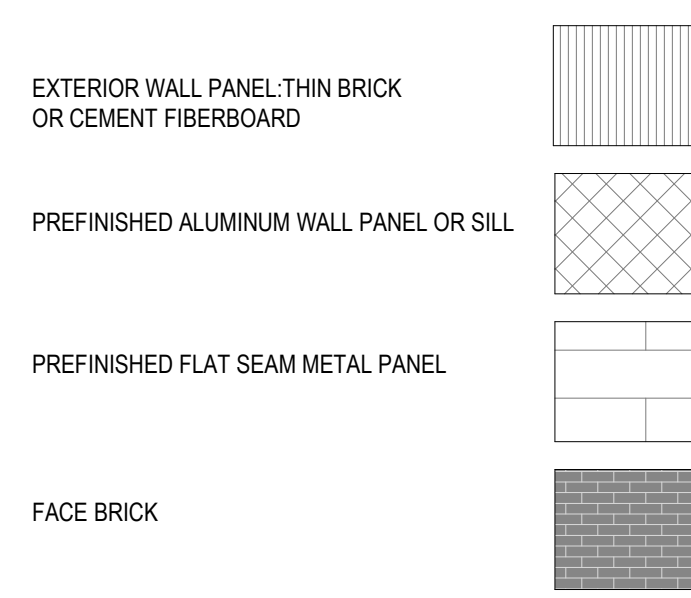 EXTERIOR WALL PANEL:THIN BRICK
OR CEMENT FIBERBOARD
PREFINISHED ALUMINUM WALL PANEL OR SILL
PREFINISHED FLAT SEAM METAL PANEL
FACE BRICK